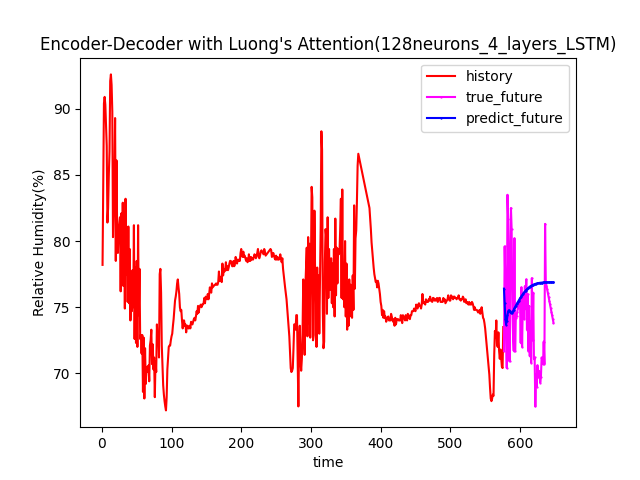 Encoder-Decoder with Luong's Attention(128neurons_4_layers_LSTM)
history
true_future
predict_future
Relative Humidity(%)
90
85
80
75
70
0 100 200 300 400 500 600
time